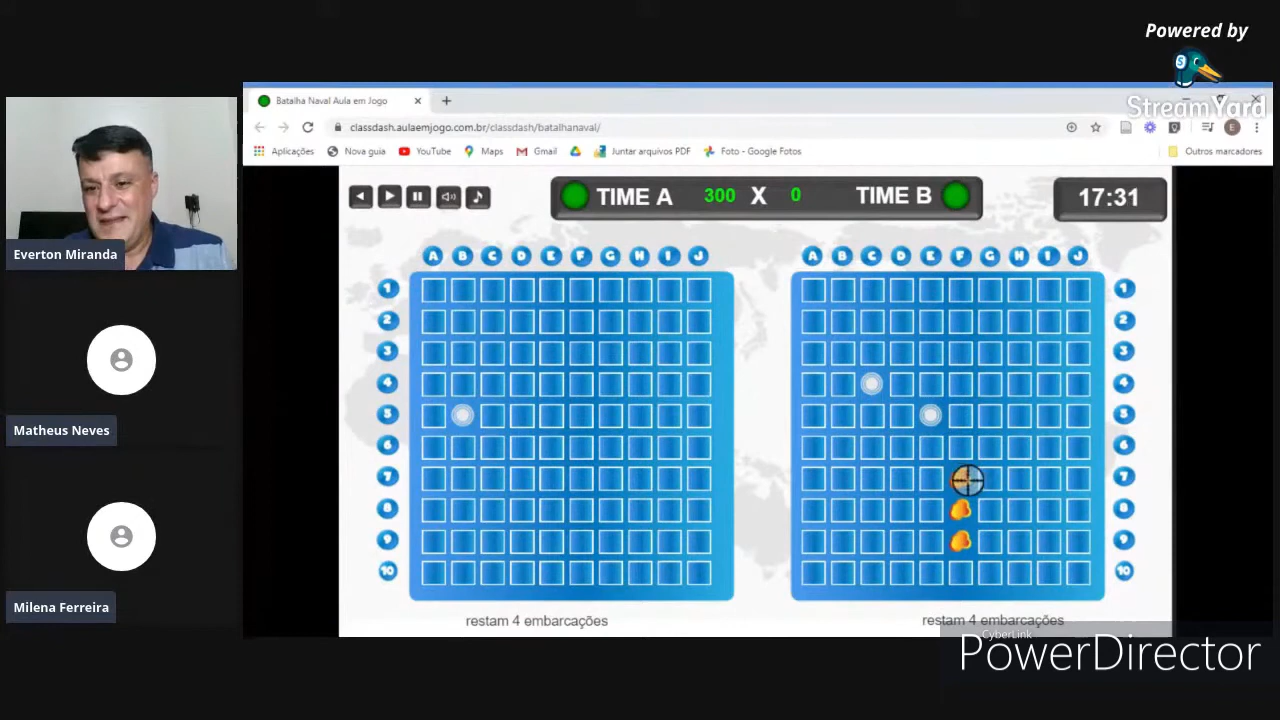 Powered by
StreamYard
Batalha Naval Aula em Jogo
classdash.aulaemjogo.com.br/classdash/batalhanaval/
E
Aplicações Nova guia YouTube Maps Gmail Juntar arquivos PDF Foto - Google Fotos Outros marcadores
TIME A 300 X 0 TIME B 17:31
A B C D E F G H I J A B C D E F G H I J
1 1
2 2
3 3
4 4
5 5
6 6
7 7
8 8
9 9
10 10
restam 4 embarcações restam 4 embarcações
Everton Miranda
Matheus Neves
Milena Ferreira
CyberLink
PowerDirector